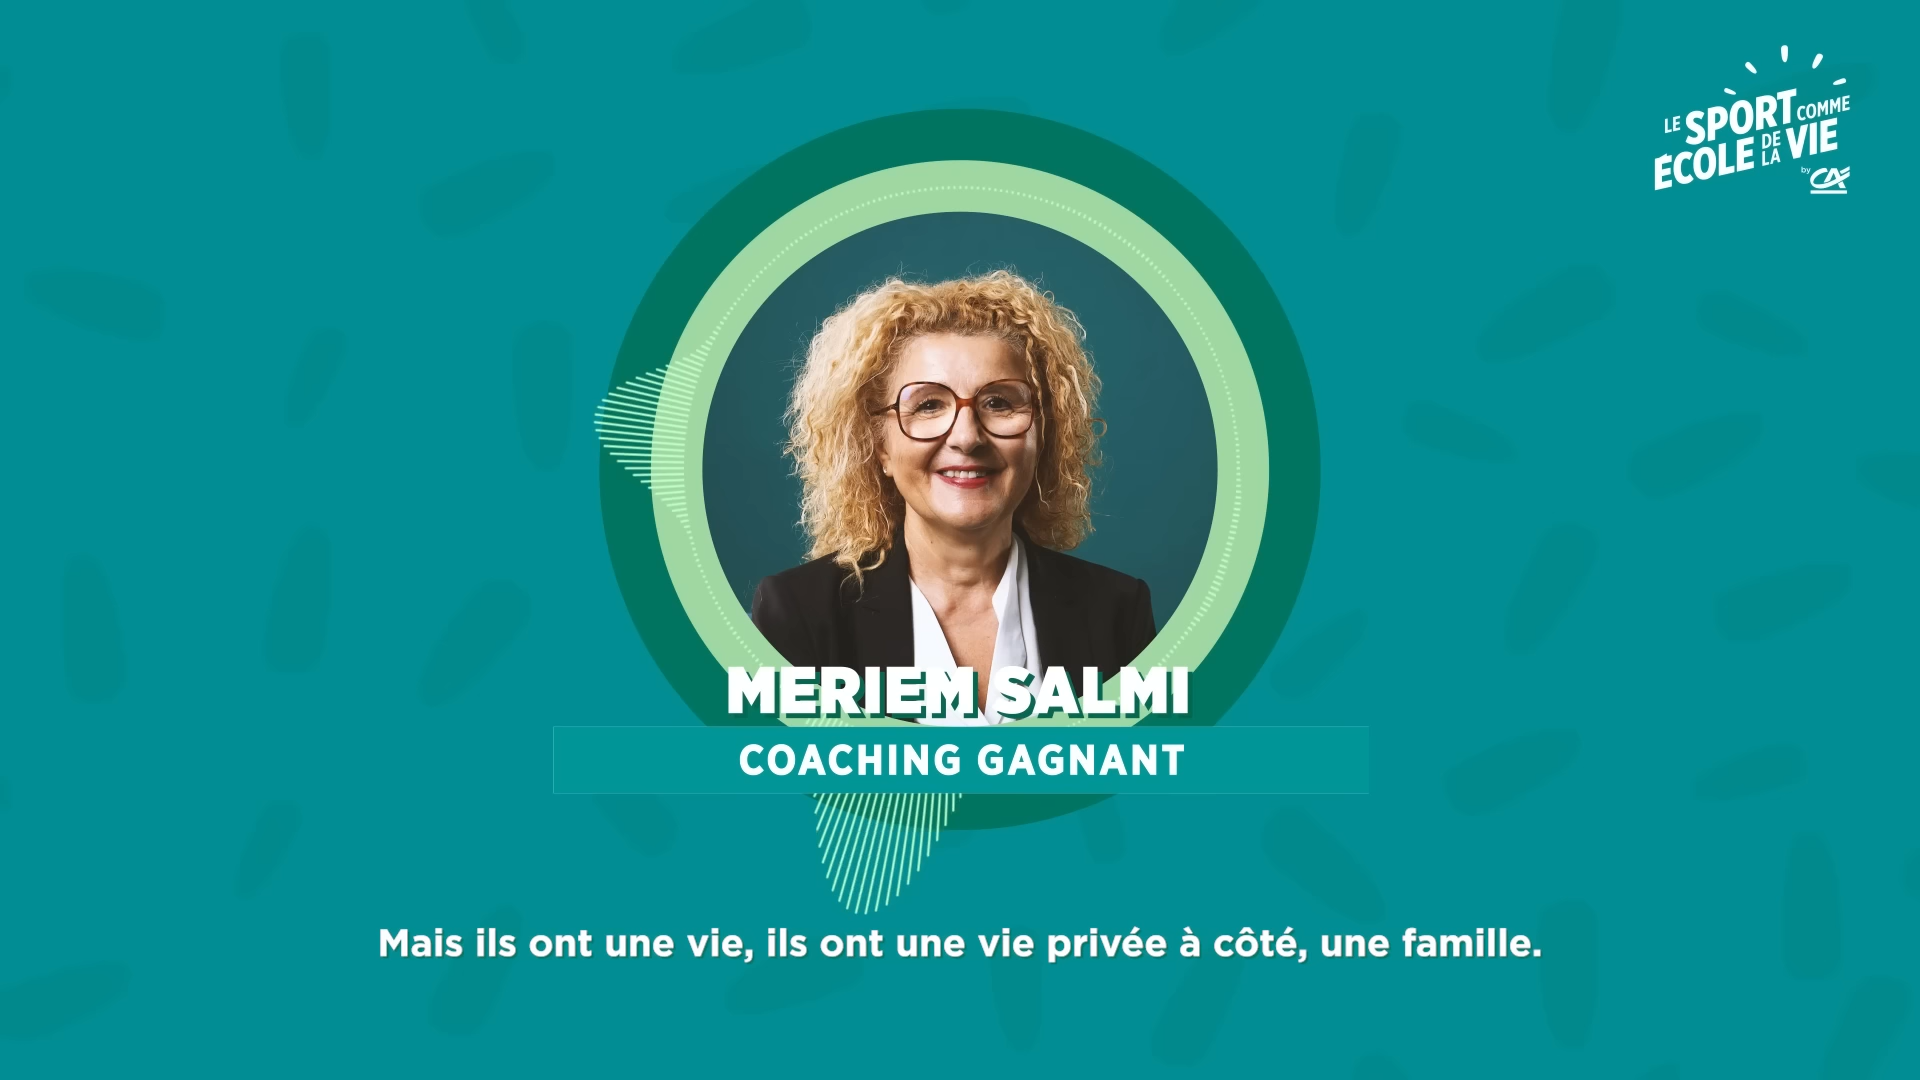 LE SPORT COMME
ÉCOLE DE LA VIE
by CA
MERIEM SALMI
COACHING GAGNANT
Mais ils ont une vie, ils ont une vie privée à côté, une famille.